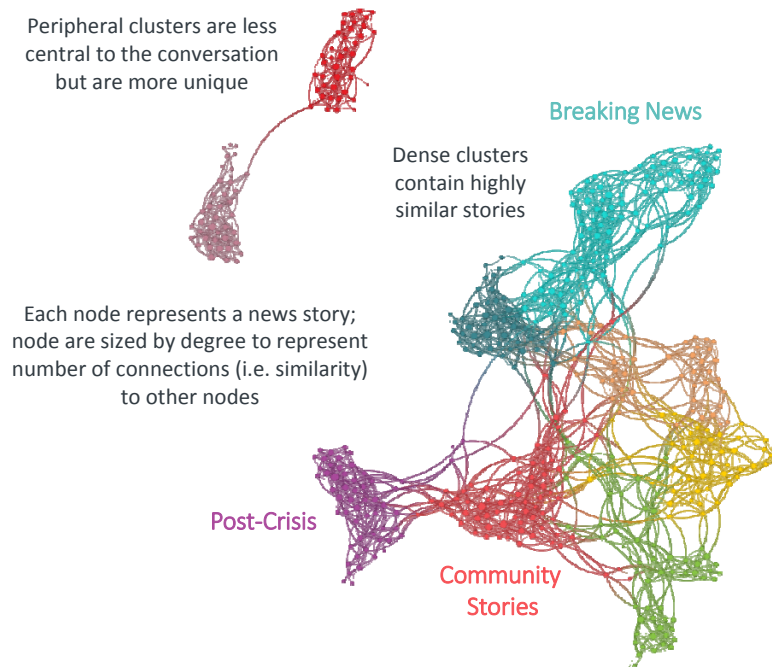 Peripheral clusters are less
central to the conversation
but are more unique
Breaking News
Dense clusters
contain highly
similar stories
Each node represents a news story;
node are sized by degree to represent
number of connections (i.e. similarity)
to other nodes
Post-Crisis
Community
Stories